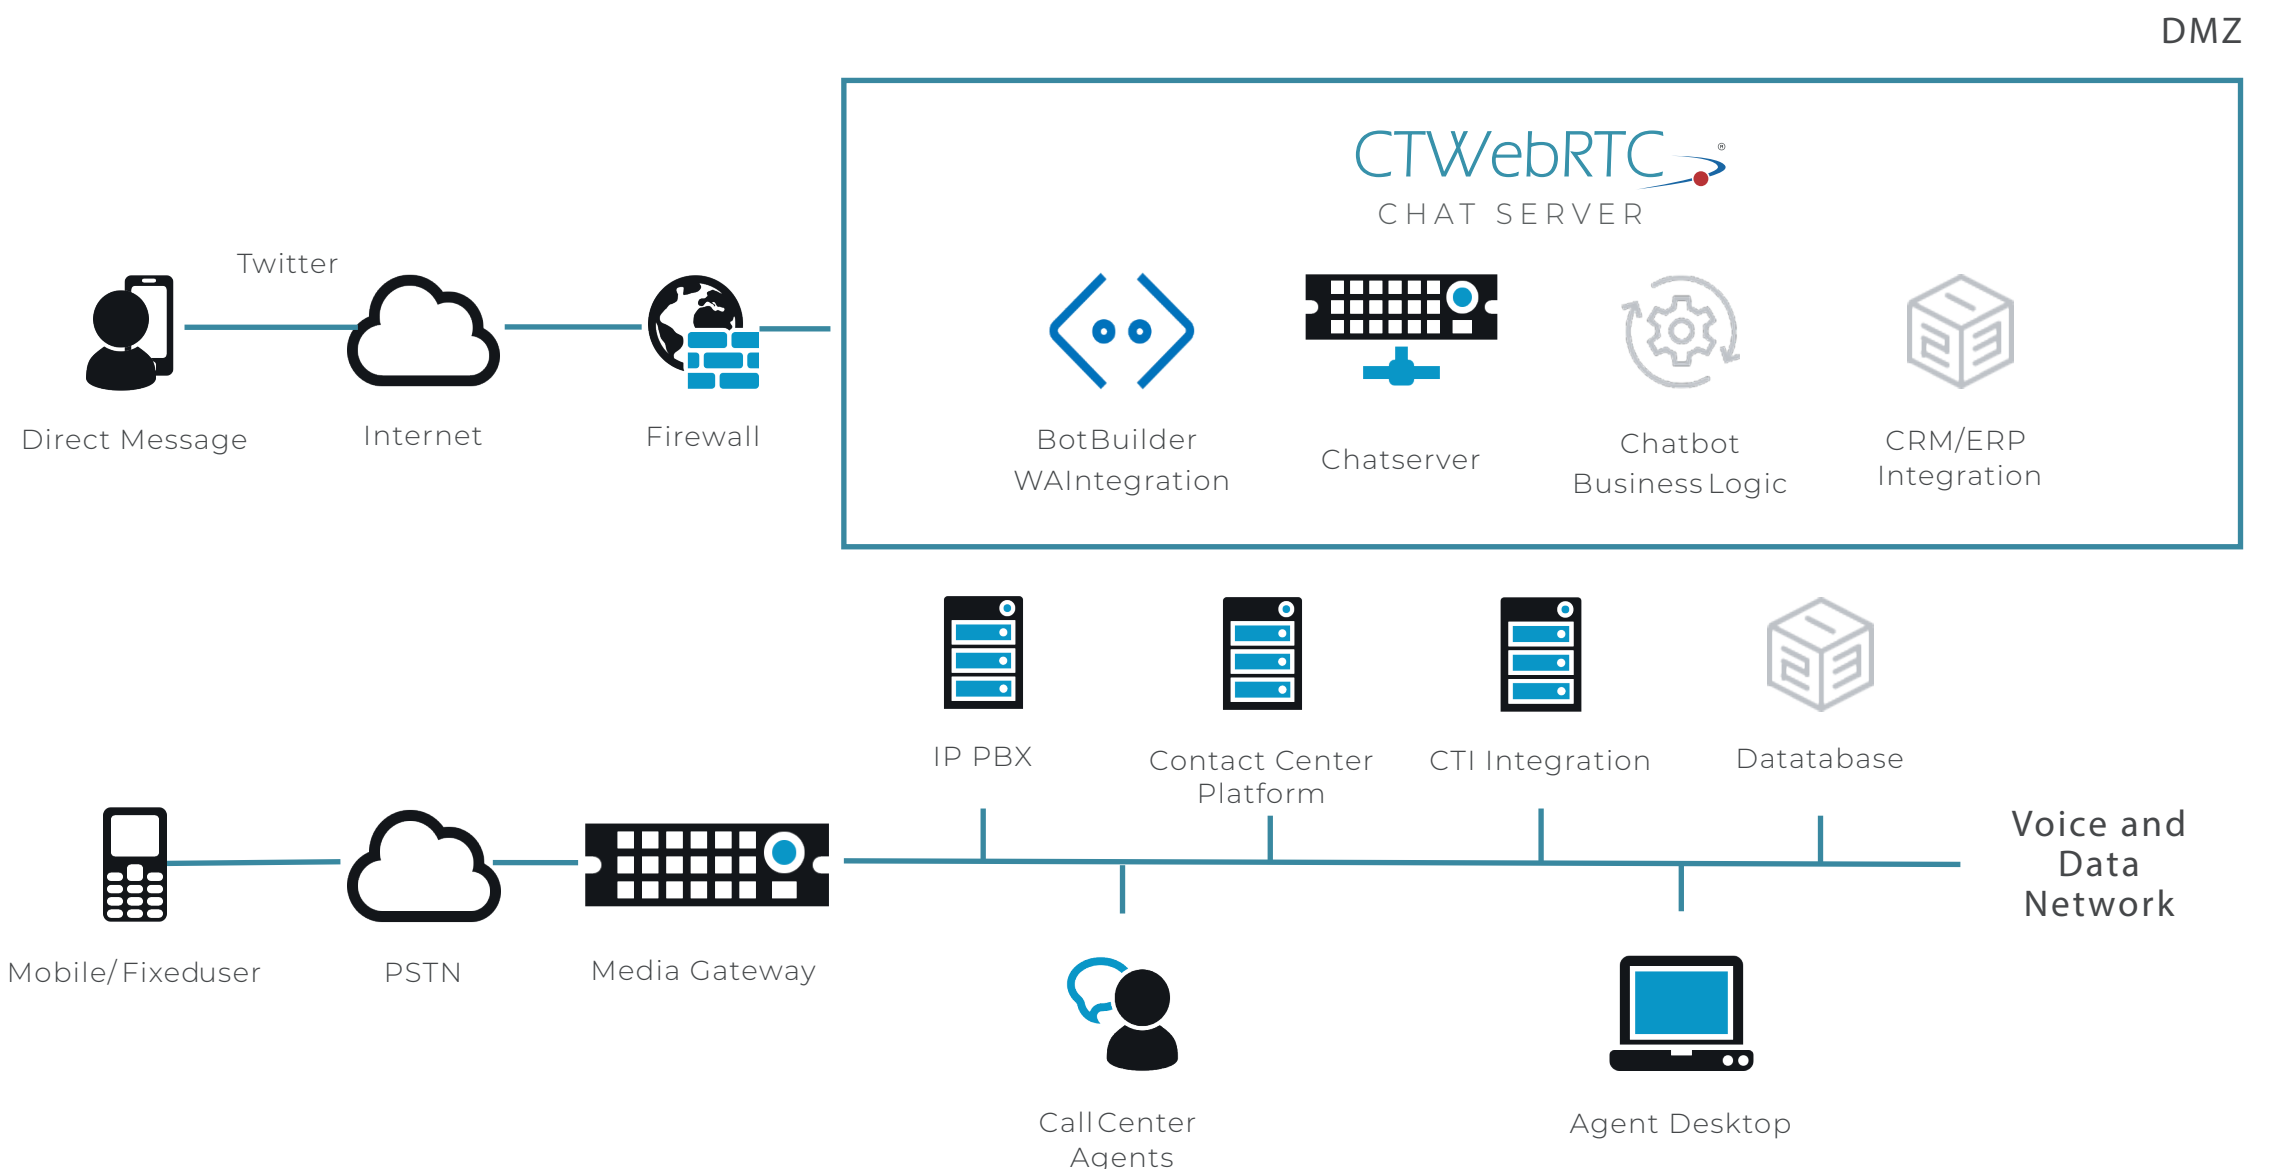 DMZ
CTWebRTC®
CHAT SERVER
Twitter
Direct Message
Internet
Firewall
BotBuilder
WAIntegration
Chatserver
Chatbot
Business Logic
CRM/ERP
Integration
IP PBX
Contact Center
Platform
CTI Integration
Datatabase
Voice and
Data
Network
Mobile/Fixeduser
PSTN
Media Gateway
Call Center
Agents
Agent Desktop